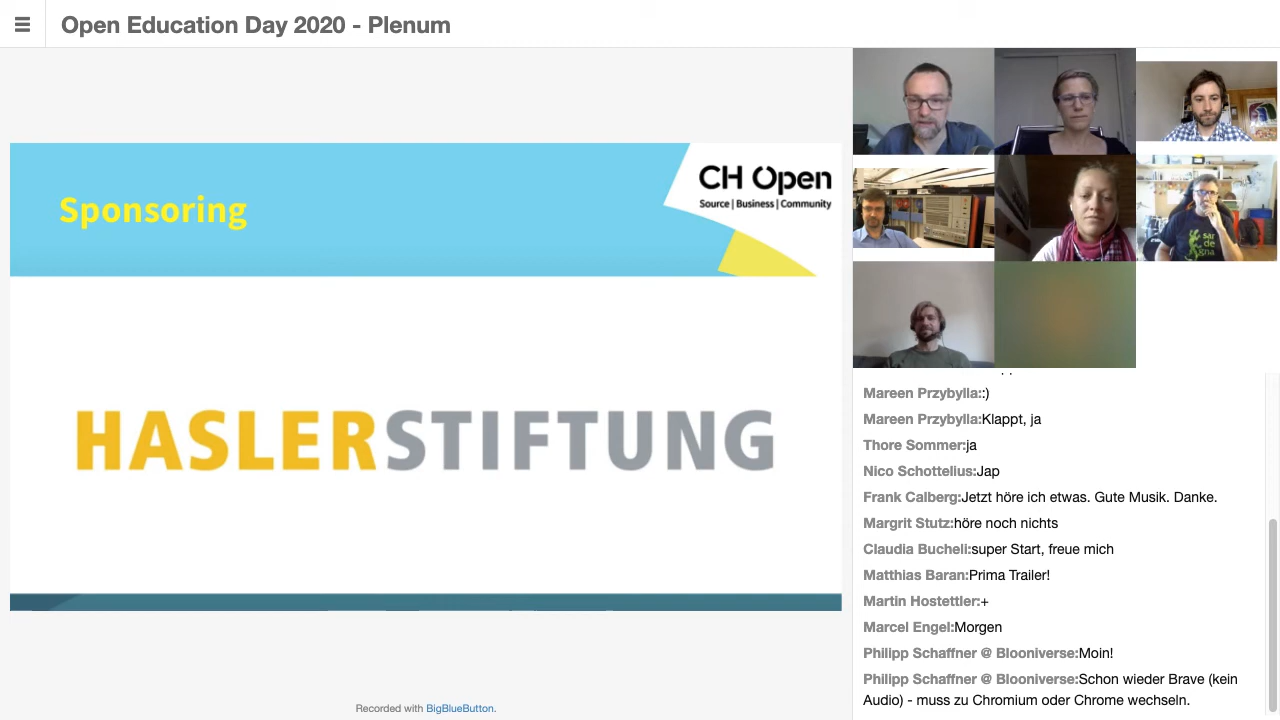 Open Education Day 2020 - Plenum
Sponsoring
CH Open
Source | Business | Community
HASLERSTIFTUNG
Recorded with BigBlueButton.
sar
de
igna
Mareen Przybylla::)
Mareen Przybylla:Klappt, ja
Thore Sommer:ja
Nico Schottelius:Jap
Frank Calberg:Jetzt höre ich etwas. Gute Musik. Danke.
Margrit Stutz:höre noch nichts
Claudia Bucheli:super Start, freue mich
Matthias Baran:Prima Trailer!
Martin Hostettler:+
Marcel Engel:Morgen
Philipp Schaffner @ Blooniverse:Moin!
Philipp Schaffner @ Blooniverse:Schon wieder Brave (kein
Audio) - muss zu Chromium oder Chrome wechseln.